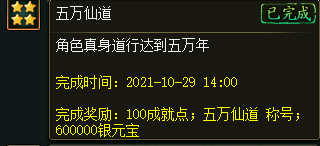 五万仙道
已完成
角色真身道行达到五万年
完成时间：2021-10-29 14:00
完成奖励：100成就点；五万仙道 称号；
600000银元宝